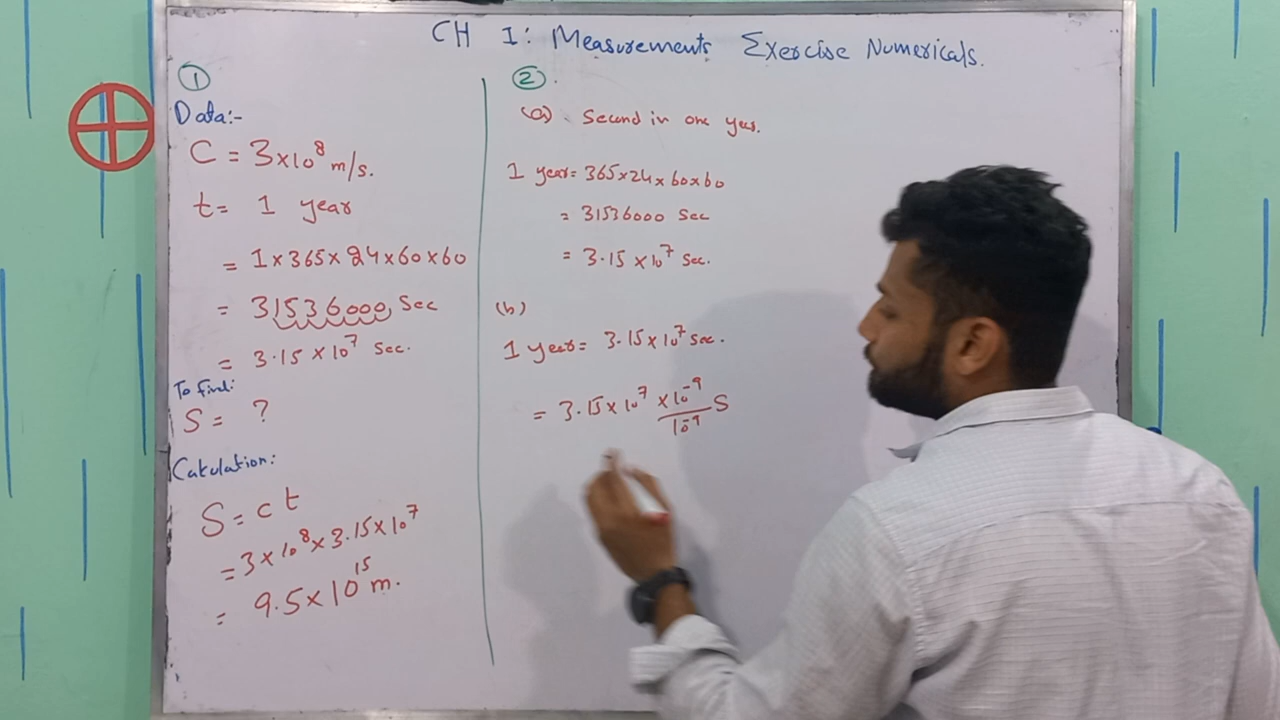 CH 1: Measurements Exercise Numericals.
①
Data:-
C = 3×10⁸ m/s.
t = 1 year
= 1×365×24×60×60
= 31536000 Sec
= 3.15×10⁷ Sec.
To Find:
S = ?
Calculation:
S = ct
= 3×10⁸×3.15×10⁷
= 9.5×10¹⁵ m.
②.
(a) Second in one year.
1 year = 365×24×60×60
= 31536000 Sec
= 3.15×10⁷ Sec.
(b)
1 year = 3.15×10⁷ Sec.
= 3.15×10⁷ ×10⁻⁹/10⁻⁹ S